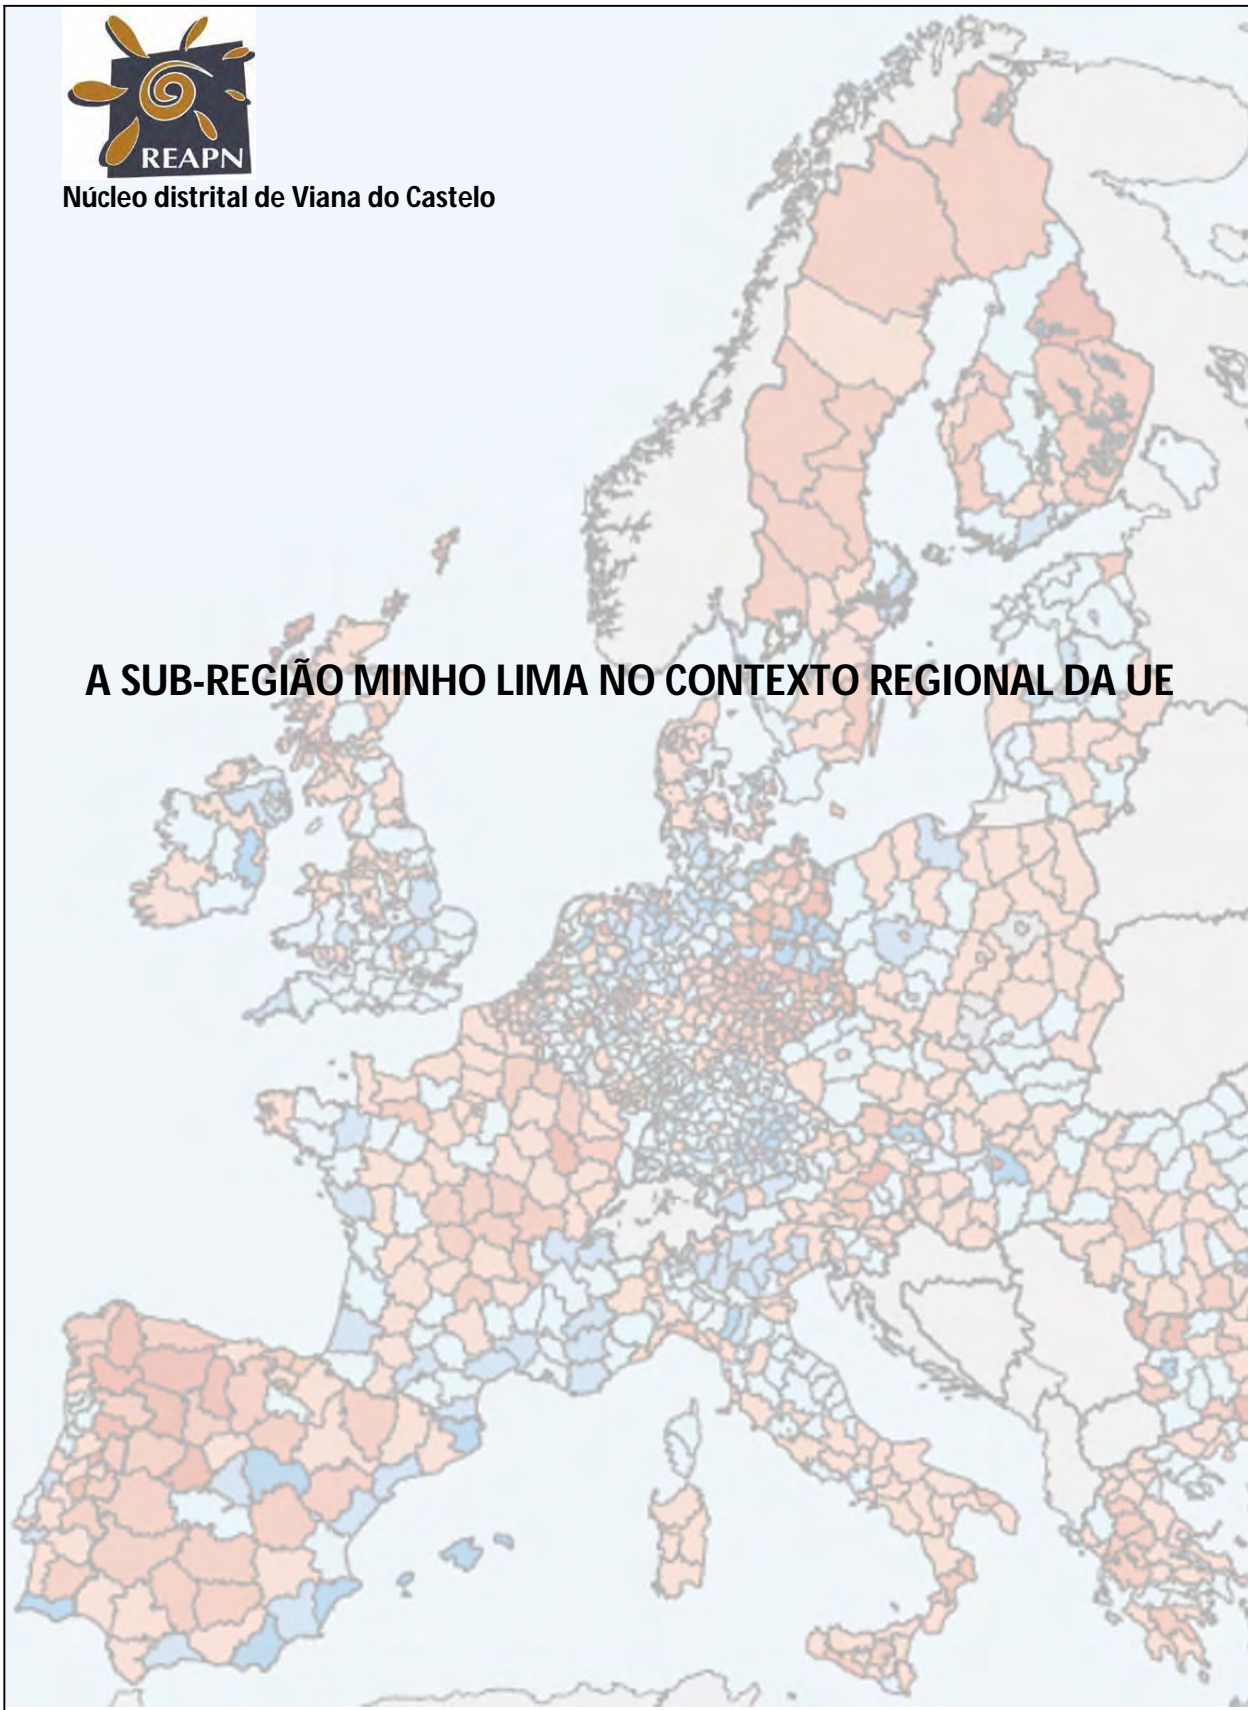 REAPN
Núcleo distrital de Viana do Castelo
A SUB-REGIÃO MINHO LIMA NO CONTEXTO REGIONAL DA UE